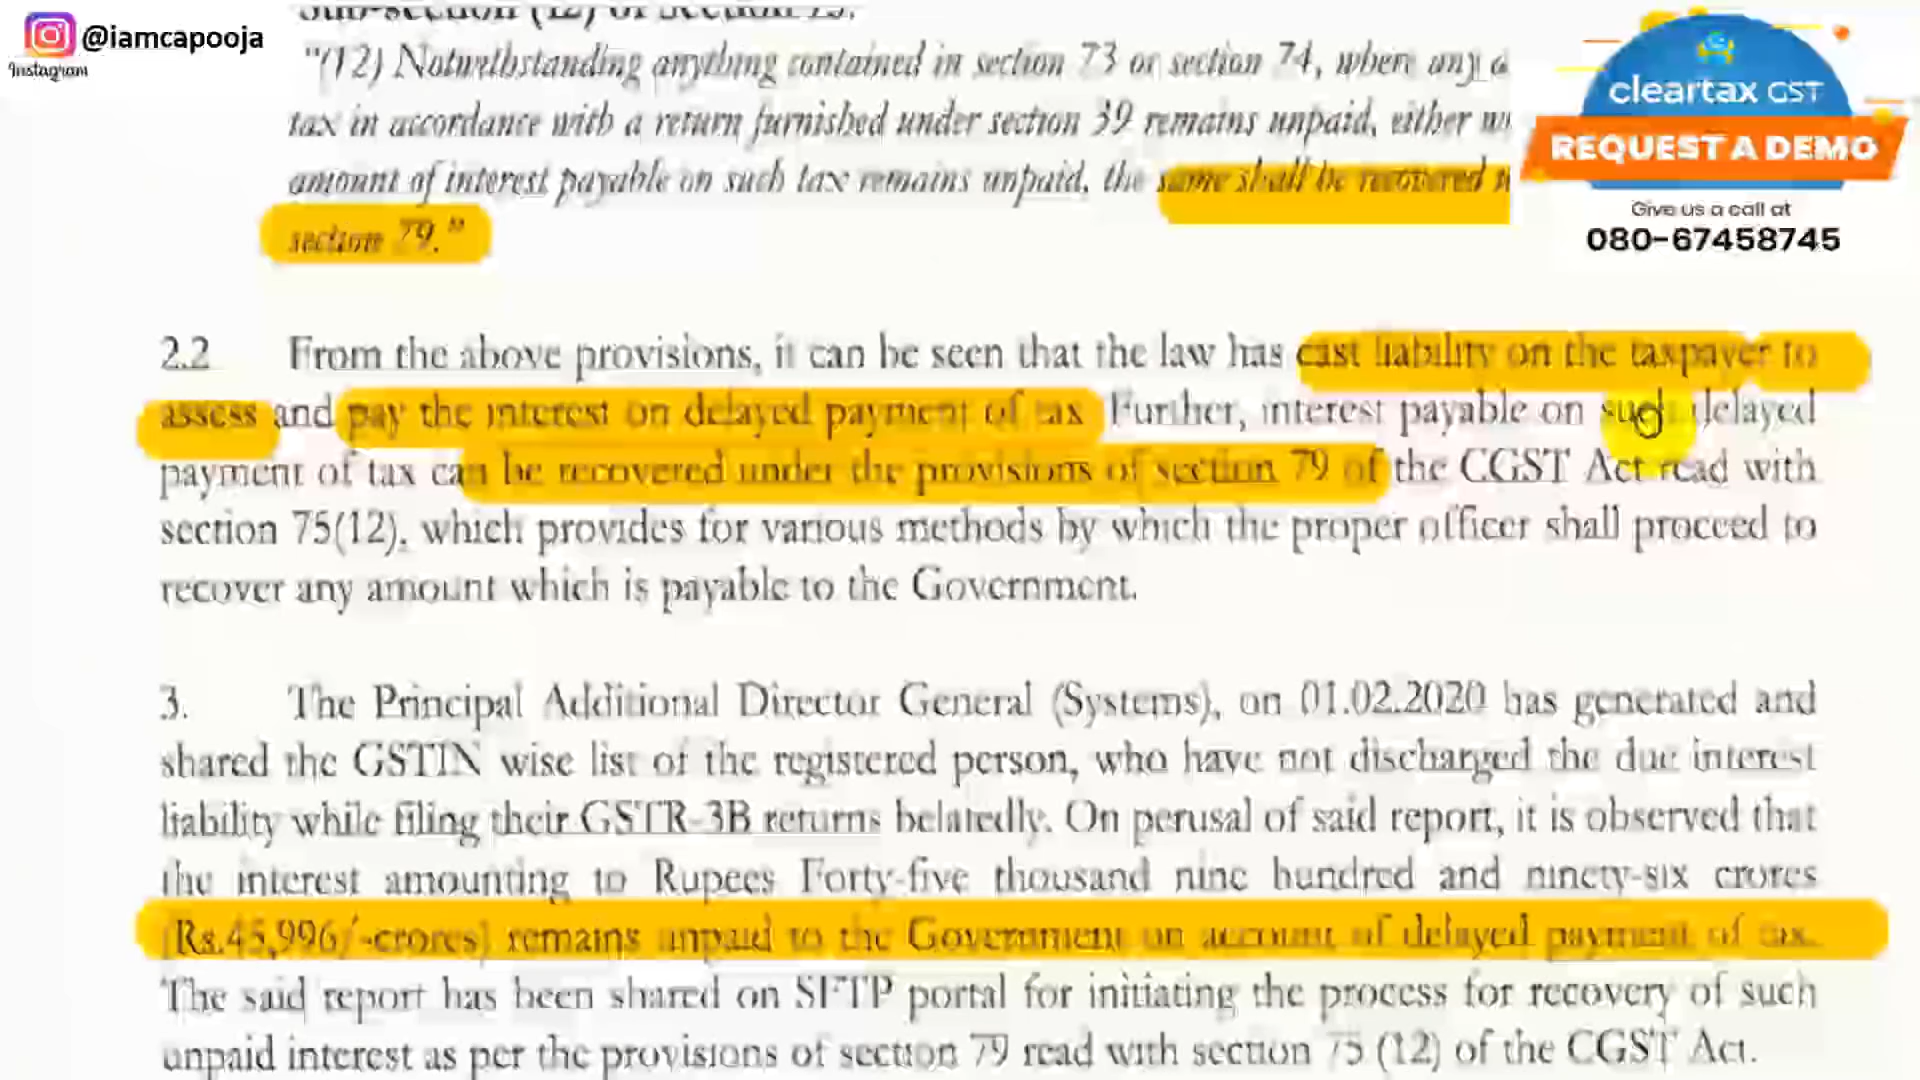 @iamcapooja
Instagram
Sub-section (12) of Section 75:
"(12) Notwithstanding anything contained in section 73 or section 74, where any a
tax in accordance with a return furnished under section 39 remains unpaid, either w
amount of interest payable on such tax remains unpaid, the same shall be recovered u
section 79."
cleartax GST
REQUEST A DEMO
Give us a call at
080-67458745
2.2 From the above provisions, it can be seen that the law has cast liability on the taxpayer to
assess and pay the interest on delayed payment of tax Further, interest payable on such delayed
payment of tax can be recovered under the provisions of section 79 of the CGST Act read with
section 75(12), which provides for various methods by which the proper officer shall proceed to
recover any amount which is payable to the Government.
3. The Principal Additional Director General (Systems), on 01.02.2020 has generated and
shared the GSTIN wise list of the registered person, who have not discharged the due interest
liability while filing their GSTR-3B returns belatedly. On perusal of said report, it is observed that
the interest amounting to Rupees Forty-five thousand nine hundred and ninety-six crores
(Rs.45,996/-crores) remains unpaid to the Government on account of delayed payment of tax.
The said report has been shared on SFTP portal for initiating the process for recovery of such
unpaid interest as per the provisions of section 79 read with section 75 (12) of the CGST Act.